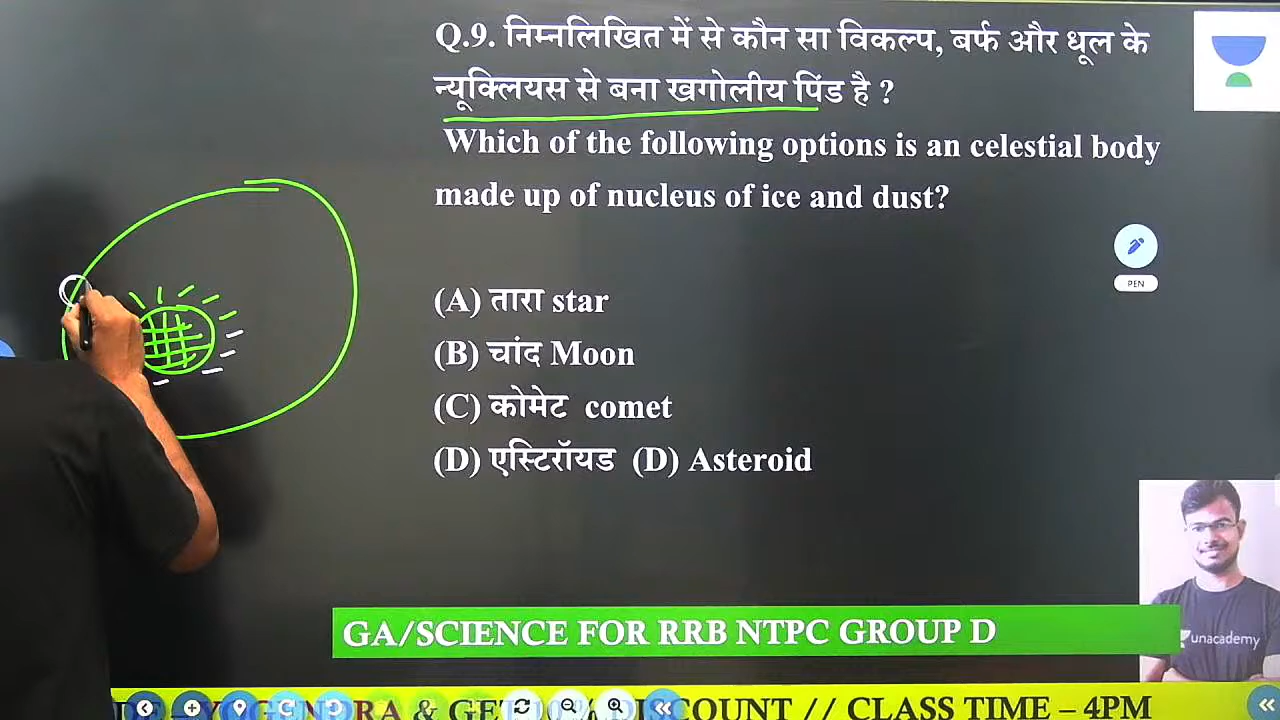 Q.9. निम्नलिखित में से कौन सा विकल्प, बर्फ और धूल के
न्यूक्लियस से बना खगोलीय पिंड है ?
Which of the following options is an celestial body
made up of nucleus of ice and dust?
PEN
(A) तारा star
(B) चांद Moon
(C) कोमेट comet
(D) एस्टिरॉयड (D) Asteroid
unacademy
GA/SCIENCE FOR RRB NTPC GROUP D
& GET COUNT // CLASS TIME – 4PM